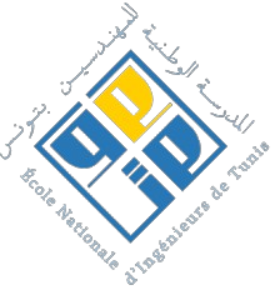 المدرسة الوطنية للمهندسين بتونس
École Nationale d'Ingénieurs de Tunis